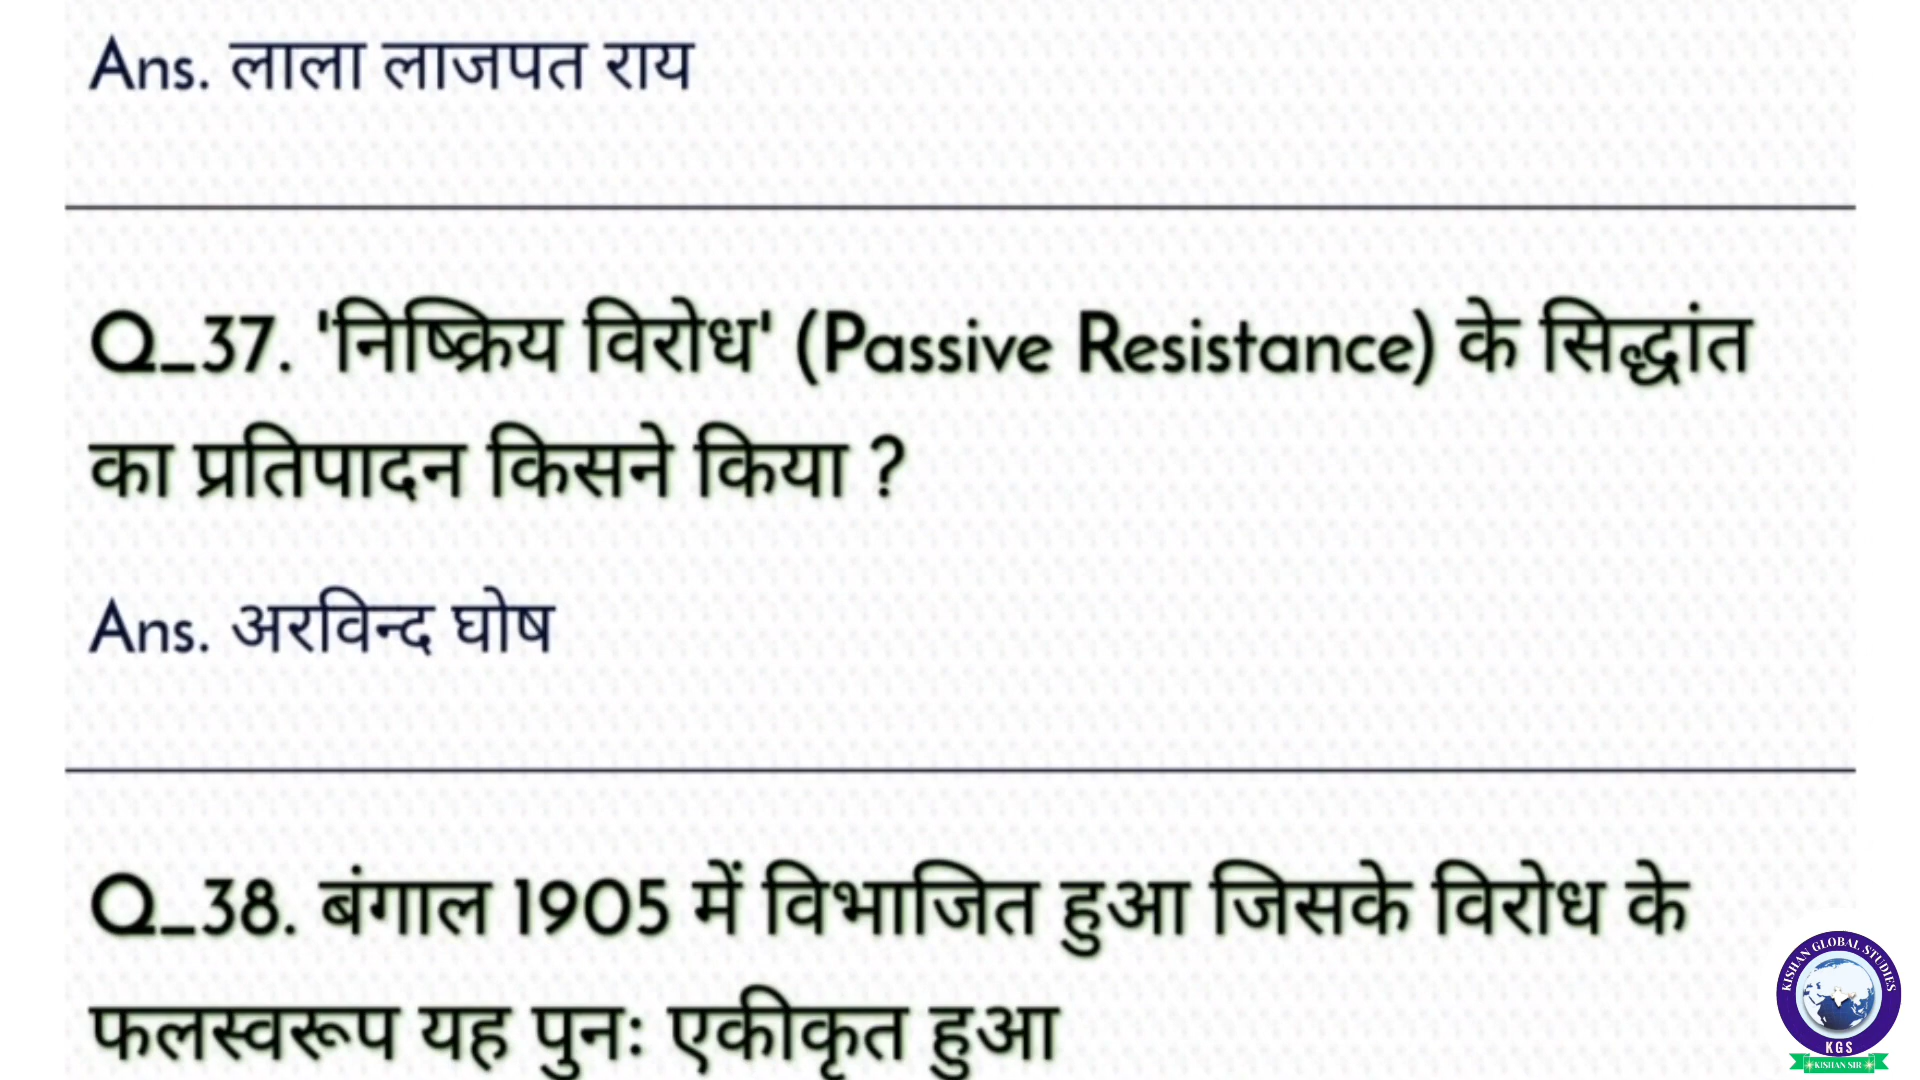 Ans. लाला लाजपत राय
Q_37. 'निष्क्रिय विरोध' (Passive Resistance) के सिद्धांत
का प्रतिपादन किसने किया ?
Ans. अरविन्द घोष
Q_38. बंगाल 1905 में विभाजित हुआ जिसके विरोध के
फलस्वरूप यह पुनः एकीकृत हुआ
KISHAN GLOBAL STUDIES
KGS
KISHAN SIR